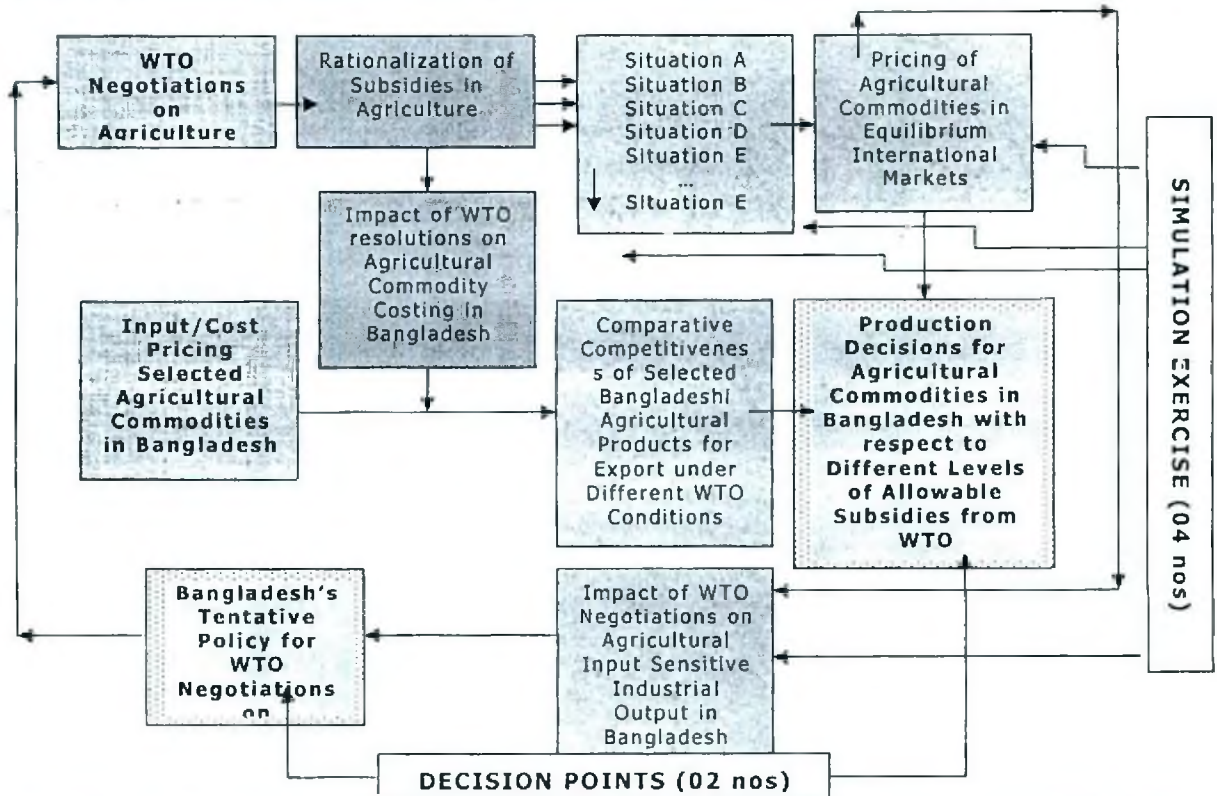 WTO
Negotiations
on
Agriculture
Rationalization of
Subsidies in
Agriculture
Situation A
Situation B
Situation C
Situation D
Situation E
...
Situation E
Pricing of
Agricultural
Commodities in
Equilibrium
International
Markets
Impact of WTO
resolutions on
Agricultural
Commodity
Costing in
Bangladesh
Input/Cost
Pricing
Selected
Agricultural
Commodities
in Bangladesh
Comparative
Competitivenes
s of Selected
Bangladeshi
Agricultural
Products for
Export under
Different WTO
Conditions
Production
Decisions for
Agricultural
Commodities in
Bangladesh with
respect to
Different Levels
of Allowable
Subsidies from
WTO
SIMULATION EXERCISE (04 nos)
Bangladesh's
Tentative
Policy for
WTO
Negotiations
on
Impact of WTO
Negotiations on
Agricultural
Input Sensitive
Industrial
Output in
Bangladesh
DECISION POINTS (02 nos)